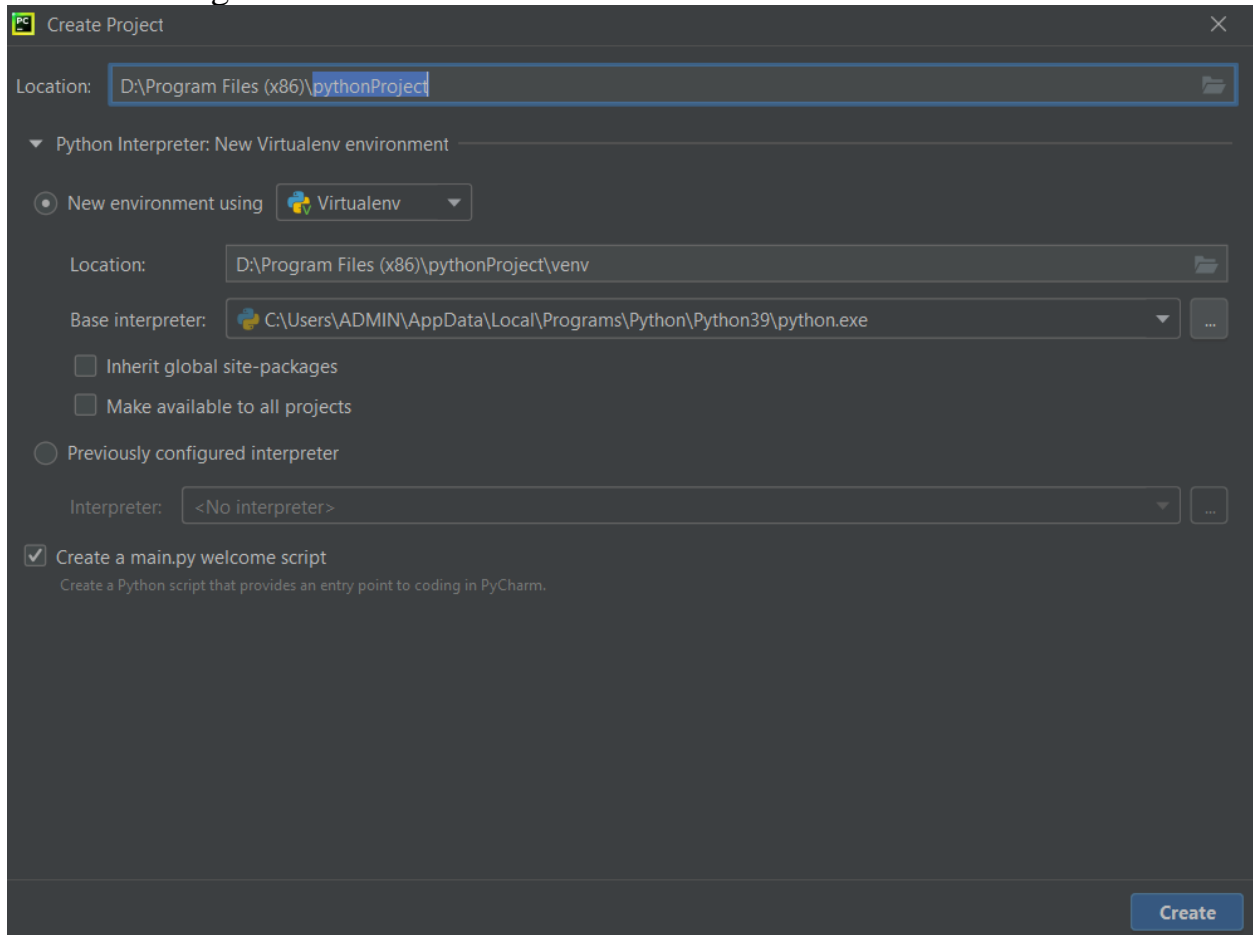 Create Project
Location: D:\Program Files (x86)\pythonProject
Python Interpreter: New Virtualenv environment
New environment using Virtualenv
Location: D:\Program Files (x86)\pythonProject\venv
Base interpreter: C:\Users\ADMIN\AppData\Local\Programs\Python\Python39\python.exe ...
Inherit global site-packages
Make available to all projects
Previously configured interpreter
Interpreter: <No interpreter> ...
Create a main.py welcome script
Create a Python script that provides an entry point to coding in PyCharm.
Create